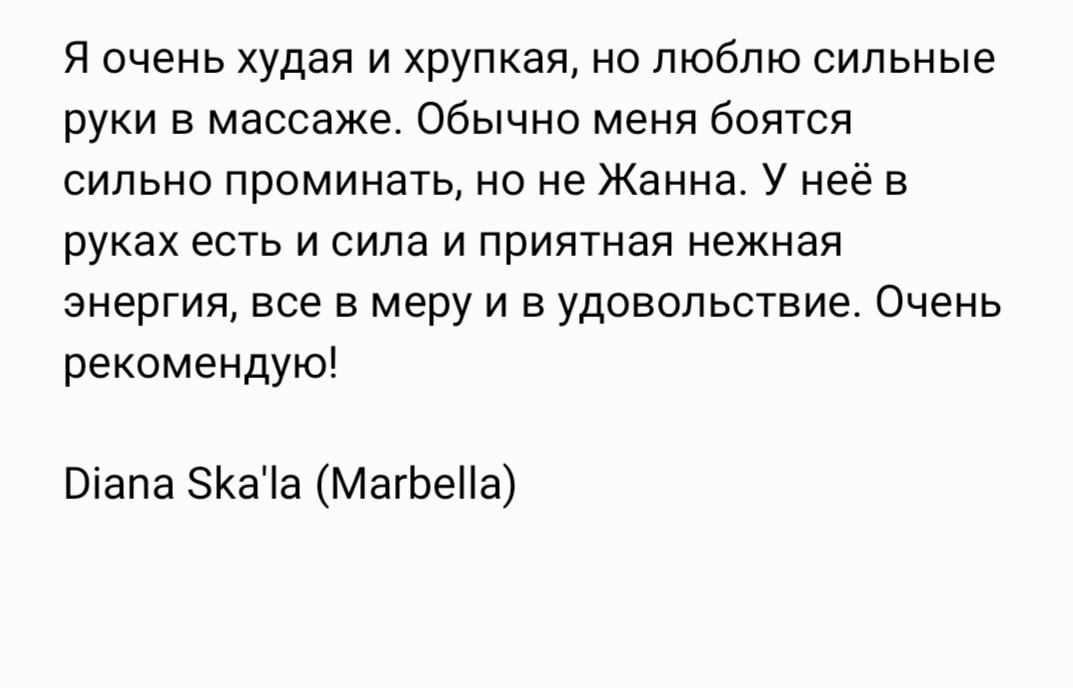 Я очень худая и хрупкая, но люблю сильные
руки в массаже. Обычно меня боятся
сильно проминать, но не Жанна. У неё в
руках есть и сила и приятная нежная
энергия, все в меру и в удовольствие. Очень
рекомендую!
Diana Ska'la (Marbella)